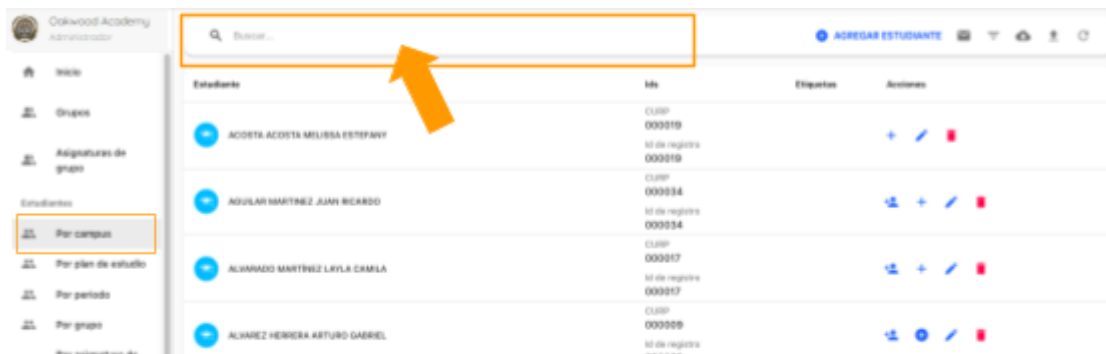 Oakwood Academy
Administrador
Inicio
Grupos
Asignaturas de
grupo
Estudiantes
Por campus
Por plan de estudio
Por periodo
Por grupo
Por asignatura de
Buscar...
AGREGAR ESTUDIANTE
Estudiante Ids Etiquetas Acciones
ACOSTA ACOSTA MELISSA ESTEFANY
CURP
000019
Id de registro
000019
AGUILAR MARTINEZ JUAN RICARDO
CURP
000034
Id de registro
000034
ALVARADO MARTÍNEZ LAYLA CAMILA
CURP
000017
Id de registro
000017
ALVAREZ HERRERA ARTURO GABRIEL
CURP
000009
Id de registro